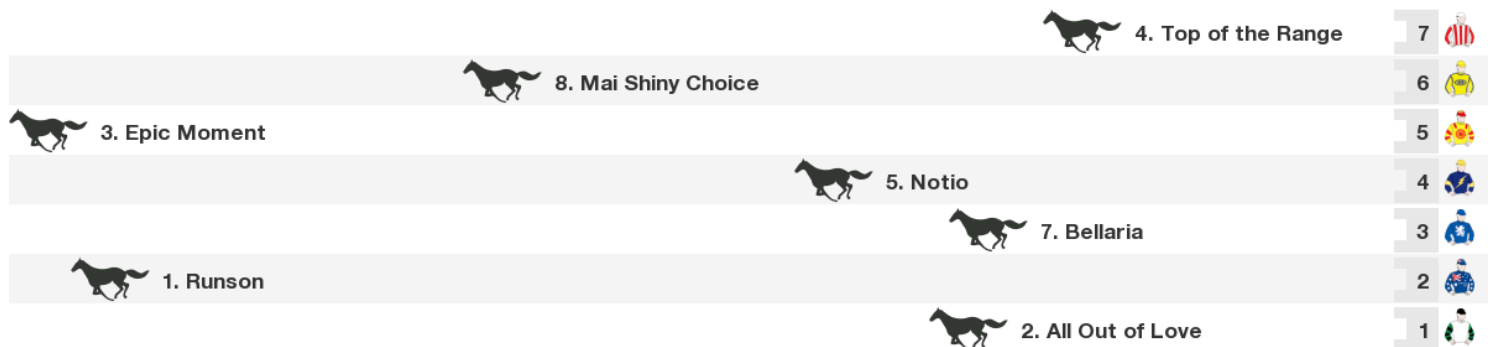 4. Top of the Range 7
8. Mai Shiny Choice 6
3. Epic Moment 5
5. Notio 4
7. Bellaria 3
1. Runson 2
2. All Out of Love 1